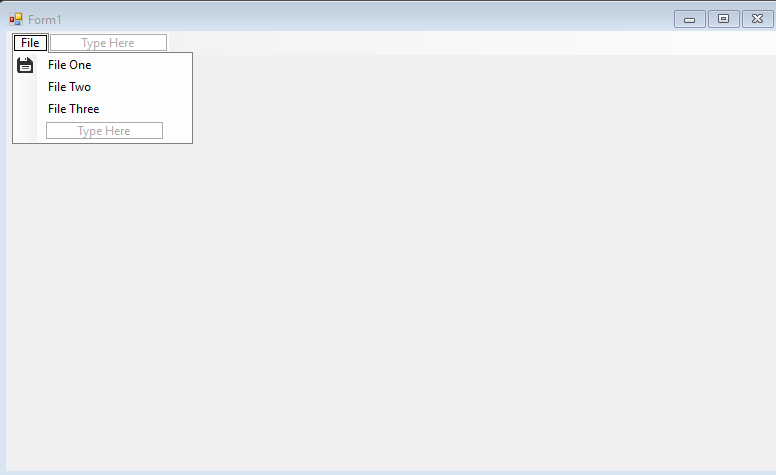 Form1
File Type Here
File One
File Two
File Three
Type Here